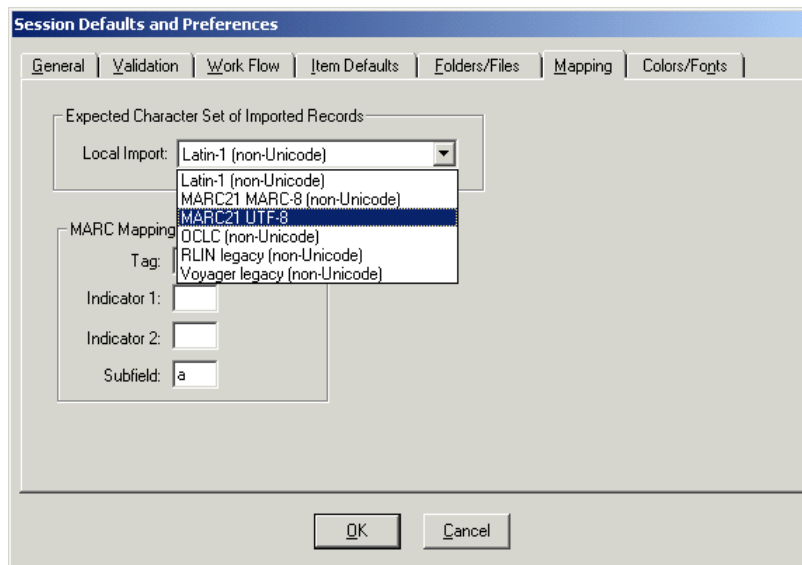 Session Defaults and Preferences
General Validation Work Flow Item Defaults Folders/Files Mapping Colors/Fonts
Expected Character Set of Imported Records
Local Import: Latin-1 (non-Unicode)
Latin-1 (non-Unicode)
MARC21 MARC-8 (non-Unicode)
MARC21 UTF-8
OCLC (non-Unicode)
RLIN legacy (non-Unicode)
Voyager legacy (non-Unicode)
MARC Mapping
Tag:
Indicator 1:
Indicator 2:
Subfield: a
OK Cancel